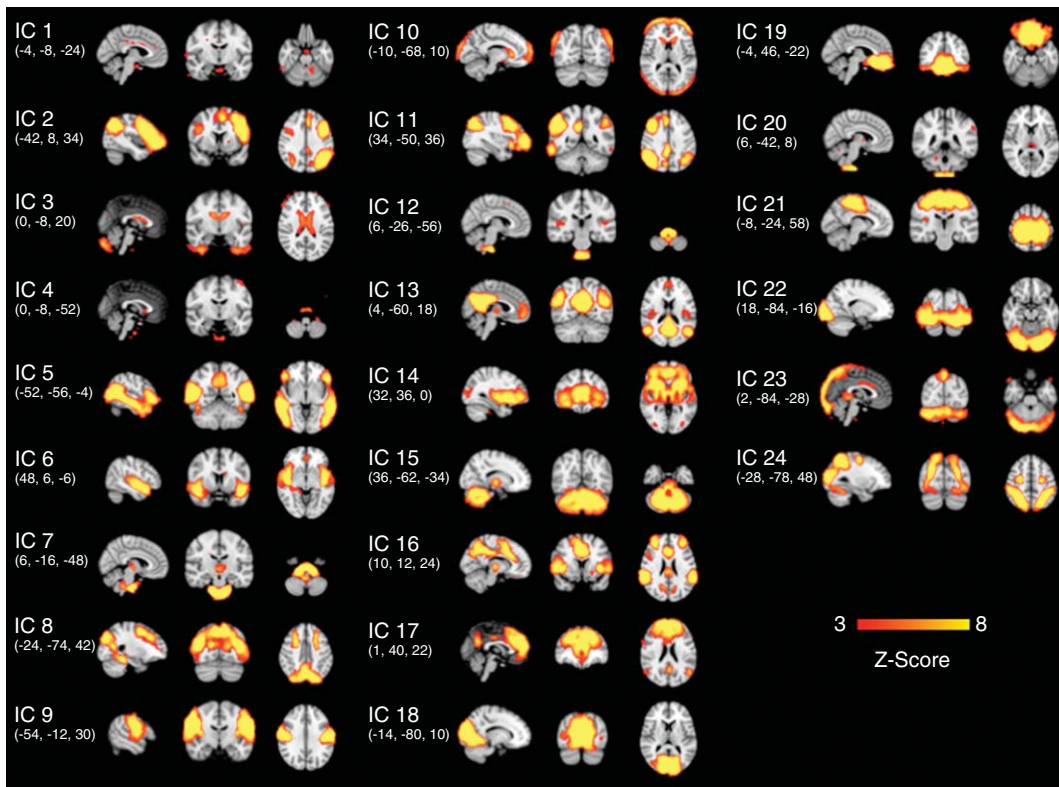 IC 1
(-4, -8, -24)
IC 2
(-42, 8, 34)
IC 3
(0, -8, 20)
IC 4
(0, -8, -52)
IC 5
(-52, -56, -4)
IC 6
(48, 6, -6)
IC 7
(6, -16, -48)
IC 8
(-24, -74, 42)
IC 9
(-54, -12, 30)
IC 10
(-10, -68, 10)
IC 11
(34, -50, 36)
IC 12
(6, -26, -56)
IC 13
(4, -60, 18)
IC 14
(32, 36, 0)
IC 15
(36, -62, -34)
IC 16
(10, 12, 24)
IC 17
(1, 40, 22)
IC 18
(-14, -80, 10)
IC 19
(-4, 46, -22)
IC 20
(6, -42, 8)
IC 21
(-8, -24, 58)
IC 22
(18, -84, -16)
IC 23
(2, -84, -28)
IC 24
(-28, -78, 48)
3 8
Z-Score